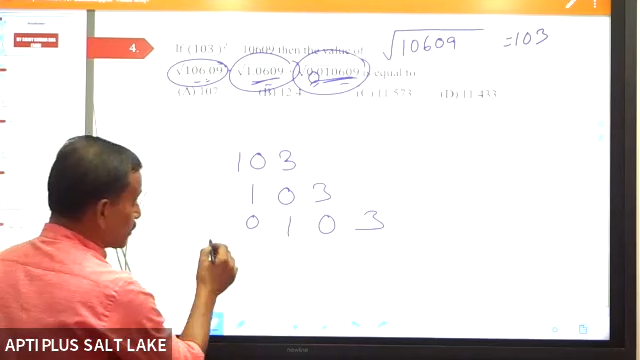 4. If (103)² 10609 then the value of √10609 =103
√106.09 √1.0609 √0.010609 is equal to
(A) 107 (B) 12.4 (C) 11.573 (D) 11.433
103
1 0 3
0 1 0 3
APTI PLUS SALT LAKE
newline